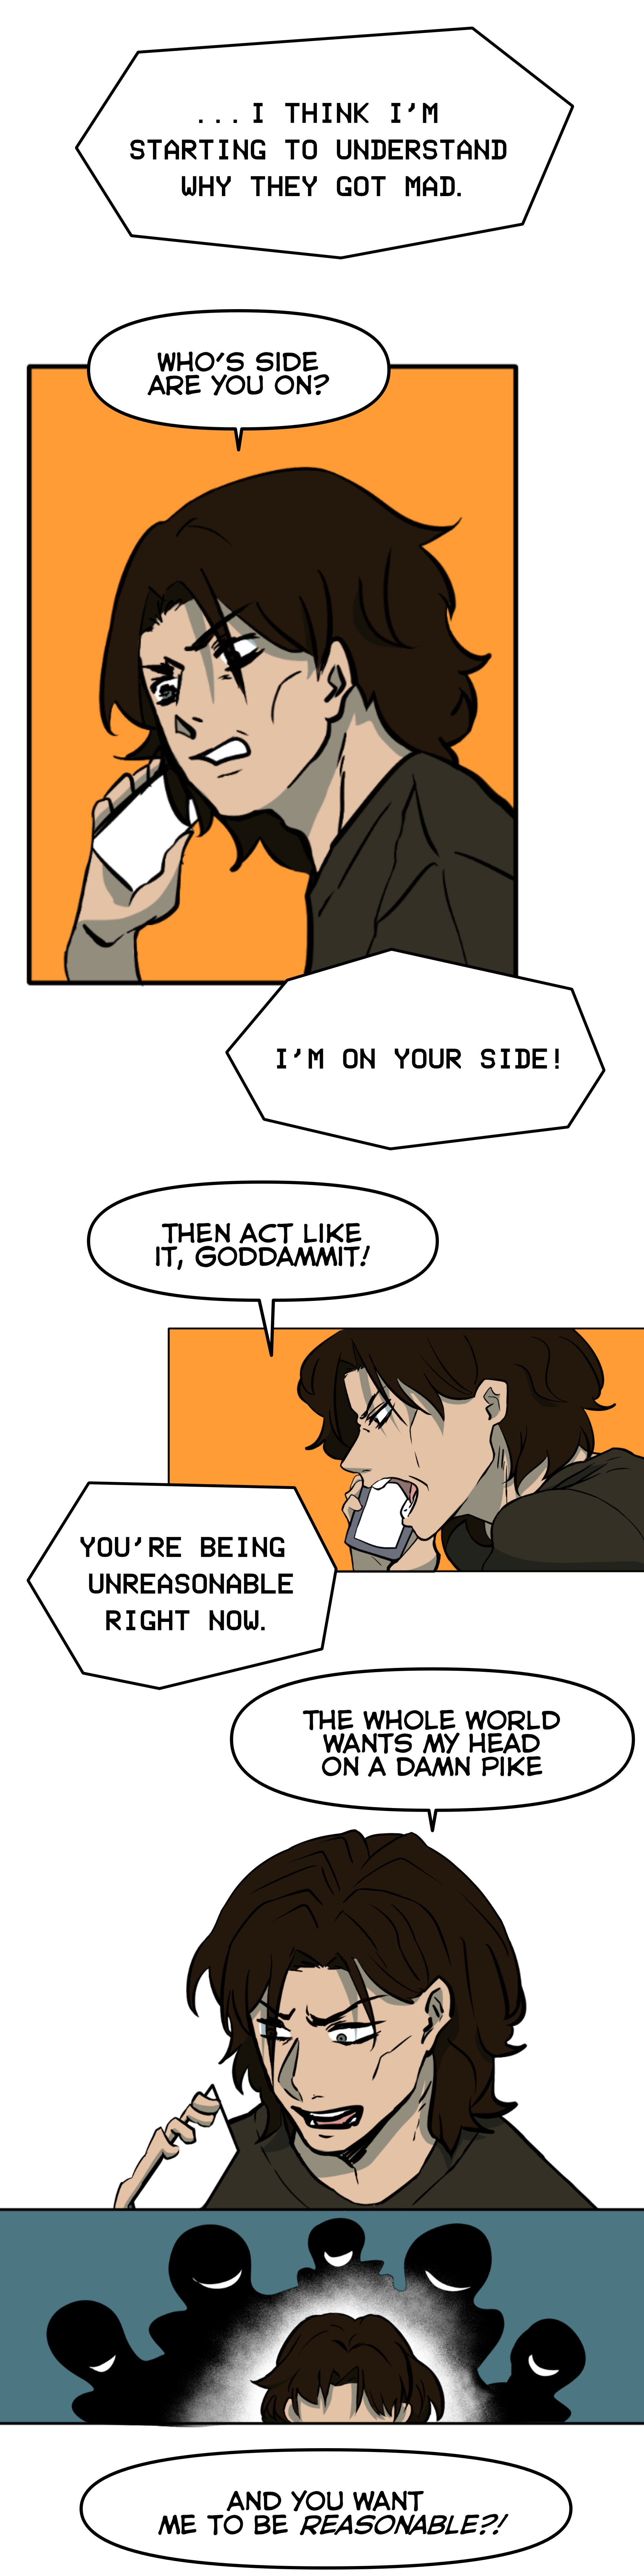 ...I THINK I'M
STARTING TO UNDERSTAND
WHY THEY GOT MAD.
WHO'S SIDE
ARE YOU ON?
I'M ON YOUR SIDE!
THEN ACT LIKE
IT, GODDAMMIT!
YOU'RE BEING
UNREASONABLE
RIGHT NOW.
THE WHOLE WORLD
WANTS MY HEAD
ON A DAMN PIKE
AND YOU WANT
ME TO BE REASONABLE?!